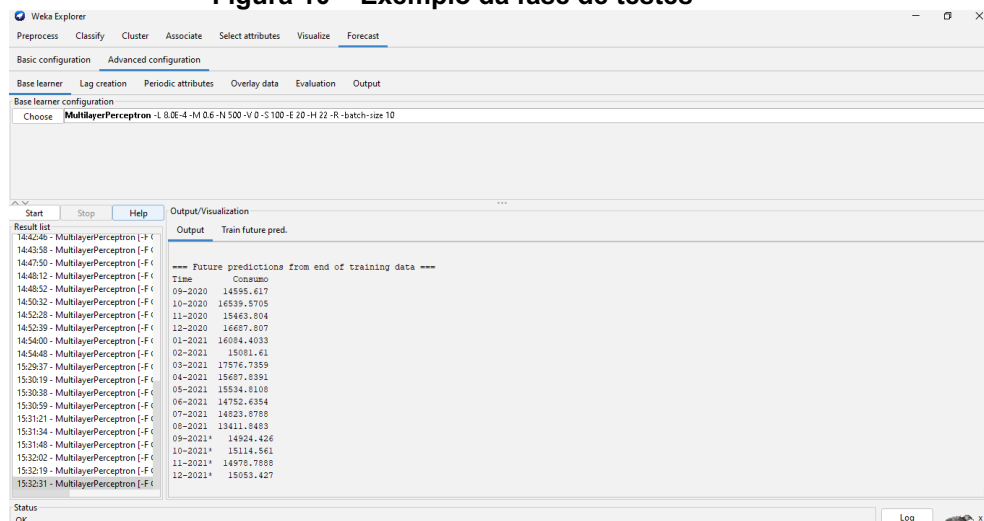 Figura 10 – Exemplo da fase de testes
Weka Explorer
Preprocess Classify Cluster Associate Select attributes Visualize Forecast
Basic configuration Advanced configuration
Base learner Lag creation Periodic attributes Overlay data Evaluation Output
Base learner configuration
Choose MultilayerPerceptron -L 8.0E-4 -M 0.6 -N 500 -V 0 -S 100 -E 20 -H 22 -R -batch-size 10
Start Stop Help
Result list
14:42:46 - MultilayerPerceptron [-F
14:43:58 - MultilayerPerceptron [-F
14:47:50 - MultilayerPerceptron [-F
14:48:12 - MultilayerPerceptron [-F
14:48:52 - MultilayerPerceptron [-F
14:50:32 - MultilayerPerceptron [-F
14:52:28 - MultilayerPerceptron [-F
14:52:39 - MultilayerPerceptron [-F
14:54:00 - MultilayerPerceptron [-F
14:54:48 - MultilayerPerceptron [-F
15:29:37 - MultilayerPerceptron [-F
15:30:19 - MultilayerPerceptron [-F
15:30:38 - MultilayerPerceptron [-F
15:30:59 - MultilayerPerceptron [-F
15:31:21 - MultilayerPerceptron [-F
15:31:34 - MultilayerPerceptron [-F
15:31:48 - MultilayerPerceptron [-F
15:32:02 - MultilayerPerceptron [-F
15:32:19 - MultilayerPerceptron [-F
15:32:31 - MultilayerPerceptron [-F
Output/Visualization
Output Train future pred.
=== Future predictions from end of training data ===
Time Consumo
09-2020 14595.617
10-2020 16539.5705
11-2020 15463.804
12-2020 16687.807
01-2021 16084.4033
02-2021 15081.61
03-2021 17576.7359
04-2021 15687.8391
05-2021 15534.8108
06-2021 14752.6354
07-2021 14823.8788
08-2021 13411.8483
09-2021* 14924.426
10-2021* 15114.561
11-2021* 14978.7888
12-2021* 15053.427
Status
OK
Log
x